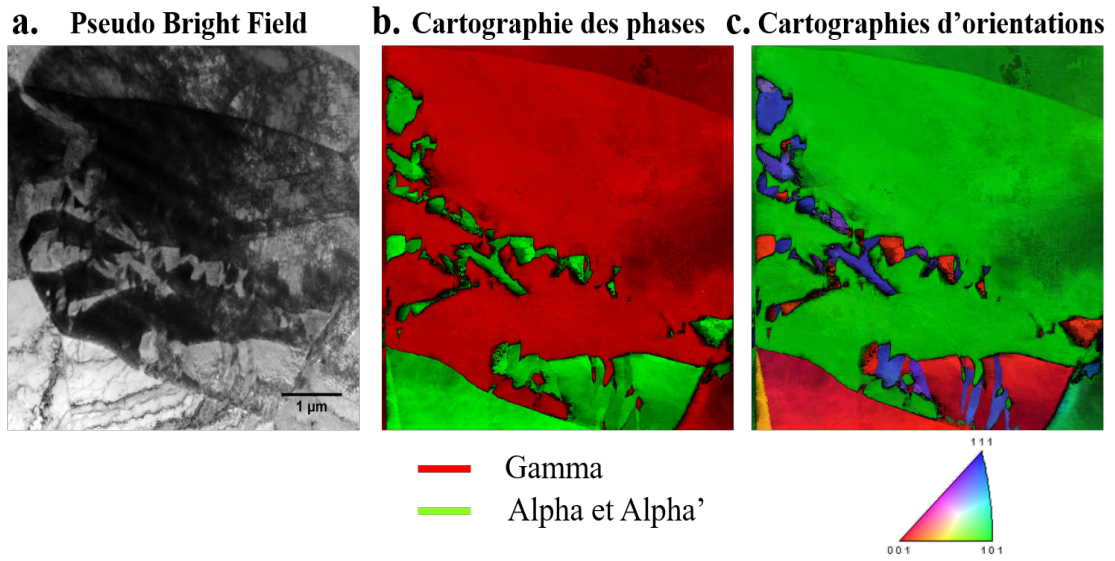 a. Pseudo Bright Field
b. Cartographie des phases
c. Cartographies d’orientations
1 µm
Gamma
Alpha et Alpha’
111
001
101